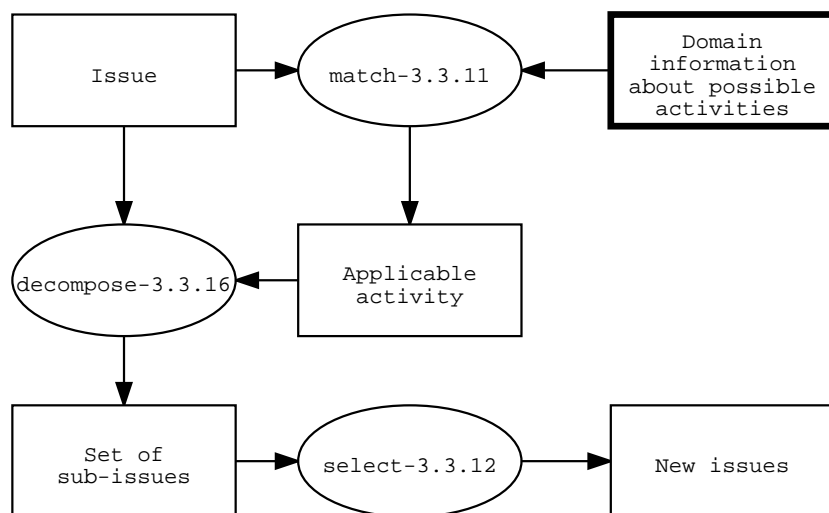 Issue
match-3.3.11
Domain
information
about possible
activities
decompose-3.3.16
Applicable
activity
Set of
sub-issues
select-3.3.12
New issues